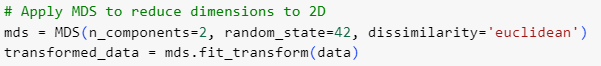 # Apply MDS to reduce dimensions to 2D
mds = MDS(n_components=2, random_state=42, dissimilarity='euclidean')
transformed_data = mds.fit_transform(data)